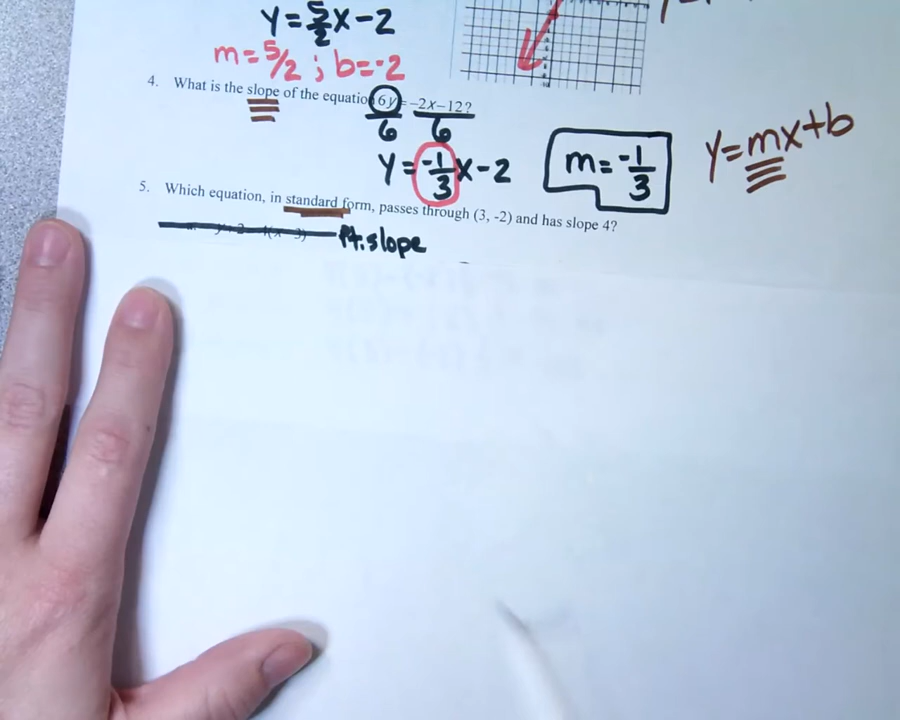 y = 5/2 x - 2
m = 5/2 ; b = -2
4. What is the slope of the equation 6y = -2x-12?
6 6
y = -1/3 x - 2
m = -1/3
y = mx + b
5. Which equation, in standard form, passes through (3, -2) and has slope 4?
pt. slope